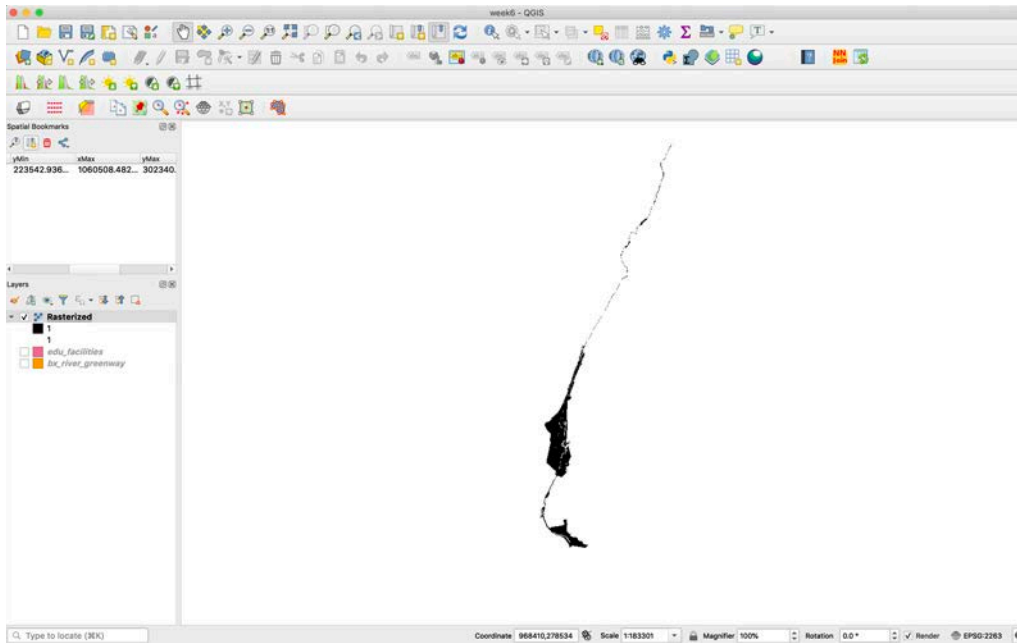 week6 - QGIS
Spatial Bookmarks
yMin xMax yMax
223542.936... 1060508.482... 302340.
Layers
Rasterized
1
1
edu_facilities
bx_river_greenway
Type to locate (⌘K)
Coordinate 968410,278534 Scale 1:183301 Magnifier 100% Rotation 0.0° Render EPSG:2263